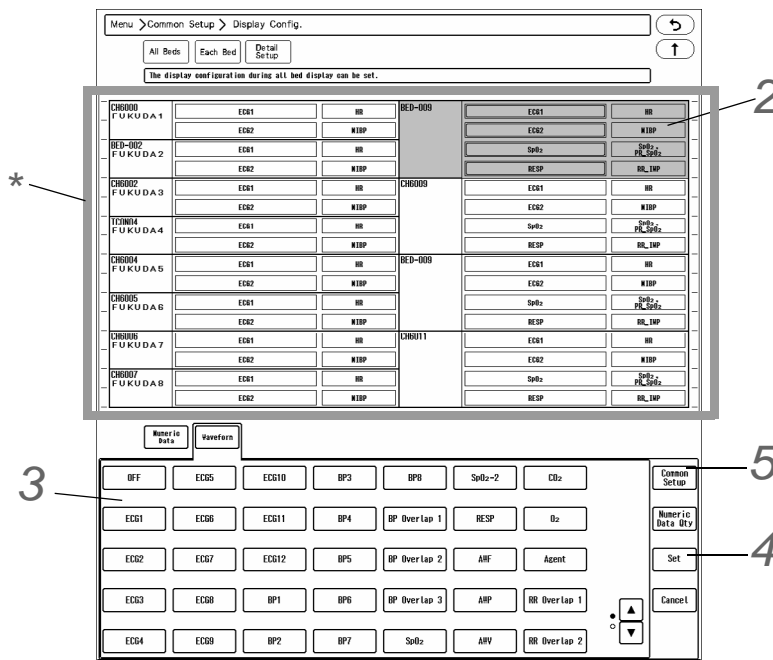 Menu >Common Setup > Display Config.
All Beds Each Bed Detail Setup
The display configuration during all bed display can be set.
CH6000 ECG1 HR BED-009 ECG1 HR
FUKUDA1 ECG2 NIBP ECG2 NIBP
BED-002 ECG1 HR SpO2 SpO2, PR_SpO2
FUKUDA2 ECG2 NIBP RESP RR_IMP
CH6002 ECG1 HR CH6009 ECG1 HR
FUKUDA3 ECG2 NIBP ECG2 NIBP
TCON04 ECG1 HR SpO2 SpO2, PR_SpO2
FUKUDA4 ECG2 NIBP RESP RR_IMP
CH6004 ECG1 HR BED-009 ECG1 HR
FUKUDA5 ECG2 NIBP ECG2 NIBP
CH6005 ECG1 HR SpO2 SpO2, PR_SpO2
FUKUDA6 ECG2 NIBP RESP RR_IMP
CH6006 ECG1 HR CH6011 ECG1 HR
FUKUDA7 ECG2 NIBP ECG2 NIBP
CH6007 ECG1 HR SpO2 SpO2, PR_SpO2
FUKUDA8 ECG2 NIBP RESP RR_IMP
2
*
Numeric Data Waveform
OFF ECG5 ECG10 BP3 BP8 SpO2-2 CO2 Common Setup
5
3
ECG1 ECG6 ECG11 BP4 BP Overlap 1 RESP O2 Numeric Data Qty
ECG2 ECG7 ECG12 BP5 BP Overlap 2 AWF Agent Set
4
ECG3 ECG8 BP1 BP6 BP Overlap 3 AWP RR Overlap 1 Cancel
ECG4 ECG9 BP2 BP7 SpO2 AWV RR Overlap 2